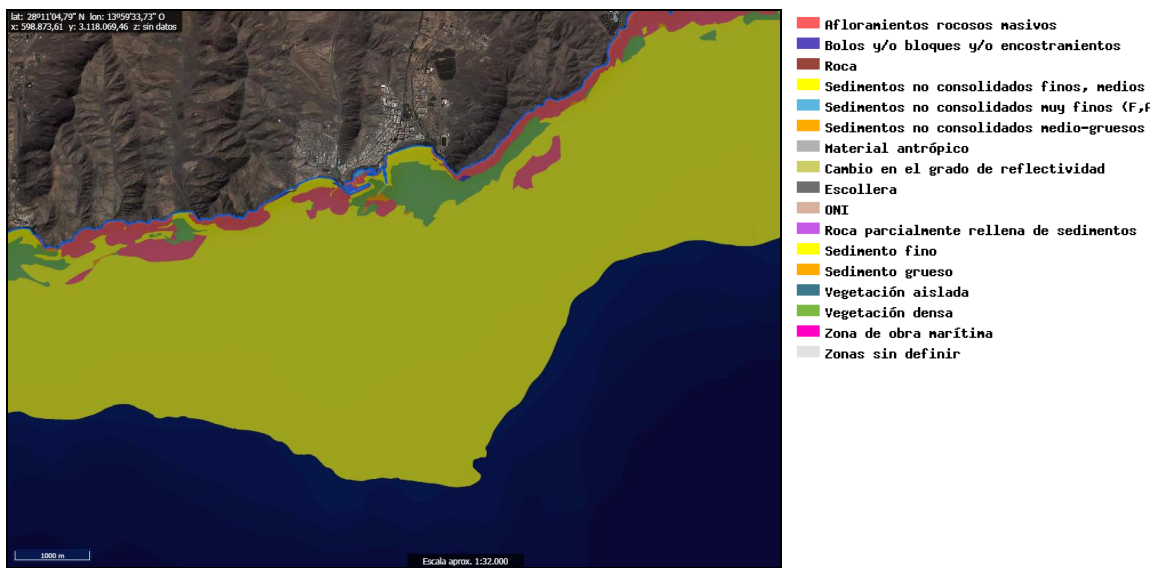 lat: 28º11'04,79" N lon: 13º59'33,73" O
x: 598.873,61 y: 3.118.069,46 z: sin datos
Afloramientos rocosos masivos
Bolos y/o bloques y/o encostramientos
Roca
Sedimentos no consolidados finos, medios
Sedimentos no consolidados muy finos (F,A
Sedimentos no consolidados medio-gruesos
Material antrópico
Cambio en el grado de reflectividad
Escollera
ONI
Roca parcialmente rellena de sedimentos
Sedimento fino
Sedimento grueso
Vegetación aislada
Vegetación densa
Zona de obra marítima
Zonas sin definir
1000 m
Escala aprox. 1:32.000